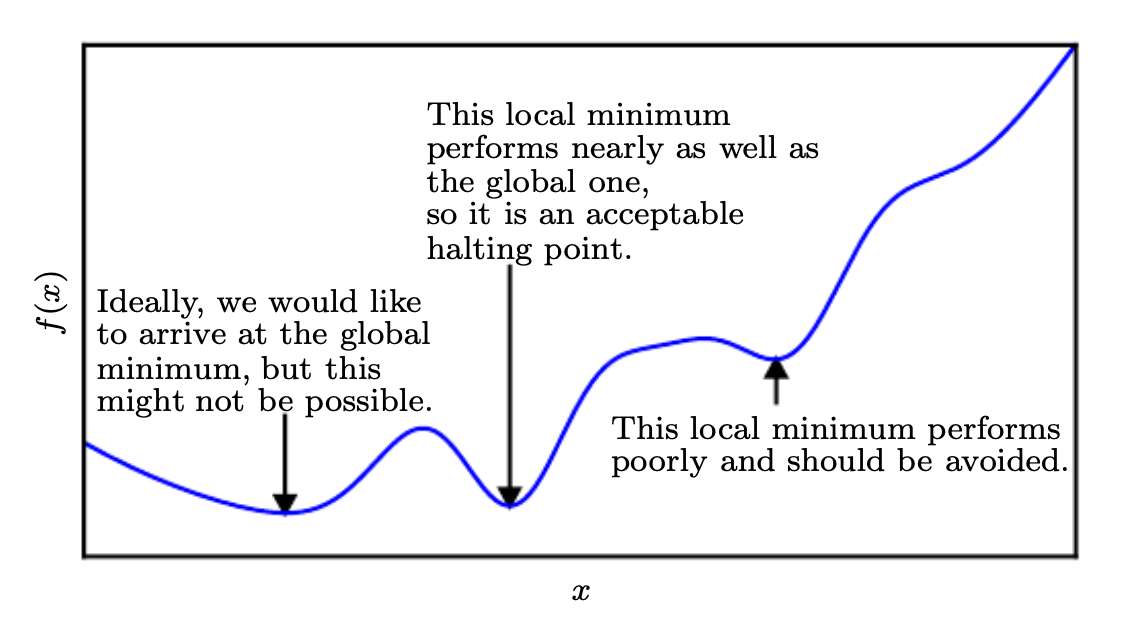 This local minimum
performs nearly as well as
the global one,
so it is an acceptable
halting point.
Ideally, we would like
to arrive at the global
minimum, but this
might not be possible.
This local minimum performs
poorly and should be avoided.
f(x)
x